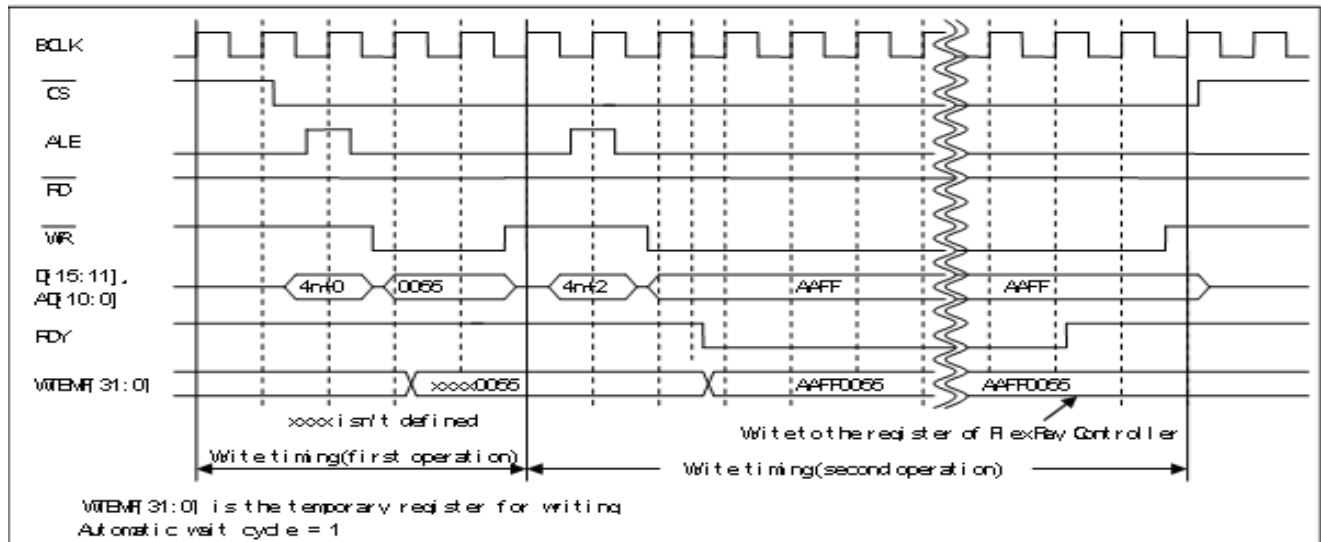 BCLK
CS
ALE
RD
WR
D[15:11],
AD[10:0]
4n+0
0055
4n+2
AAFF
AAFF
RDY
WTEMP[31:0]
xxxx0055
AAFF0055
AAFF0055
xxxx isn't defined
Write to the register of FlexRay Controller
Write timing(first operation)
Write timing(second operation)
WTEMP[31:0] is the temporary register for writing
Automatic wait cycle = 1